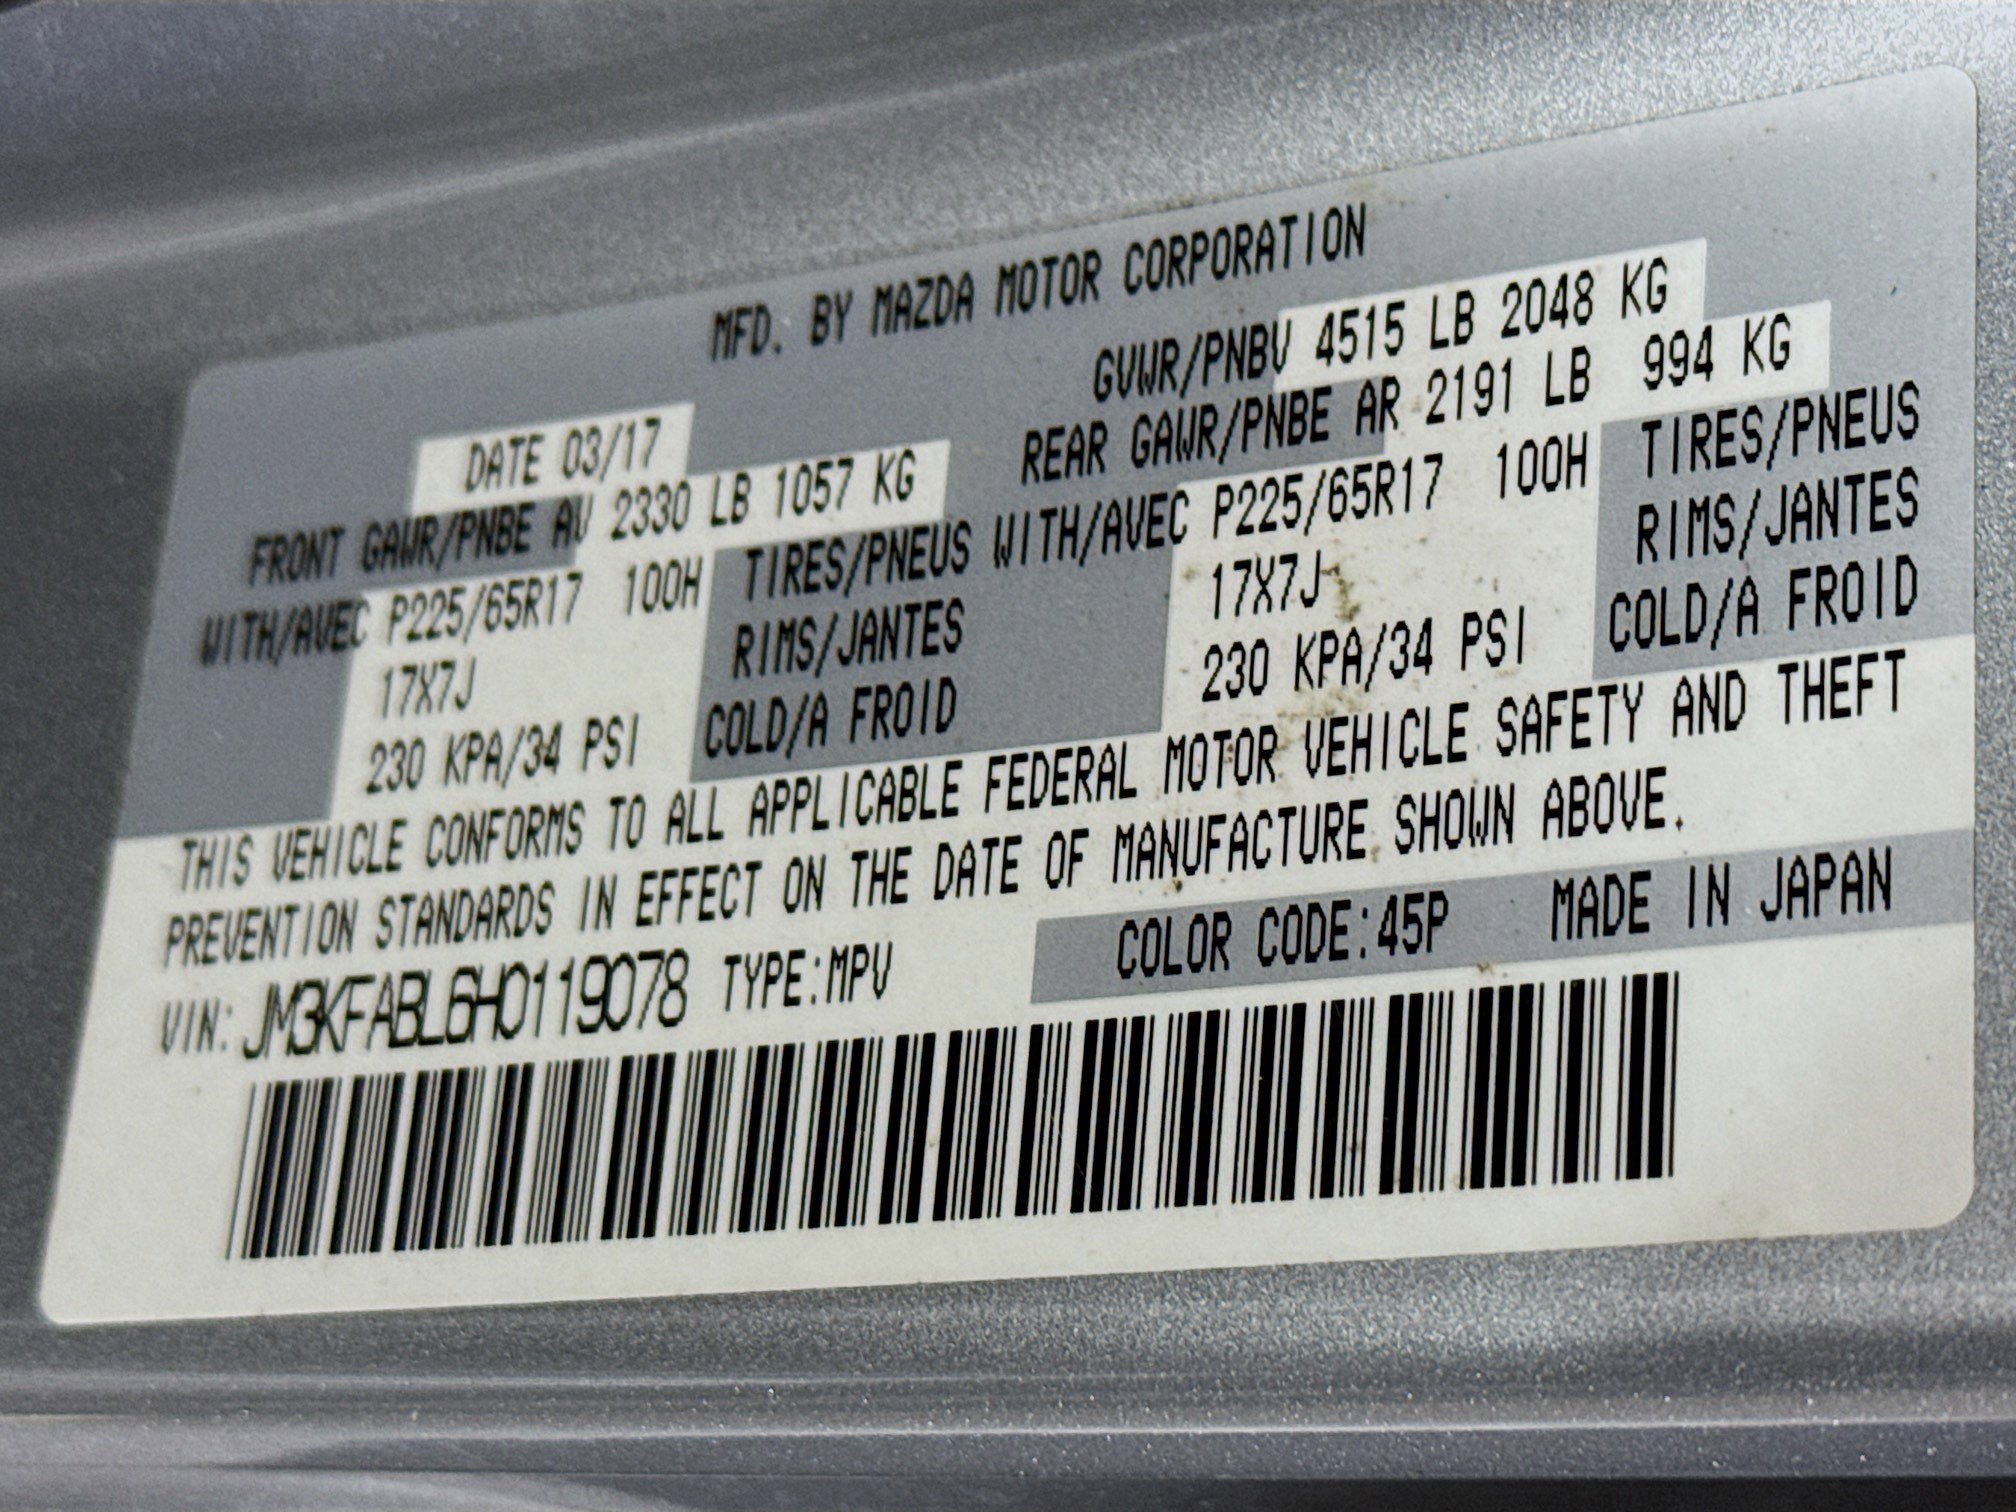 MFD. BY MAZDA MOTOR CORPORATION
DATE 03/17 GVWR/PNBV 4515 LB 2048 KG
FRONT GAWR/PNBE AV 2330 LB 1057 KG REAR GAWR/PNBE AR 2191 LB 994 KG
WITH/AVEC P225/65R17 100H TIRES/PNEUS WITH/AVEC P225/65R17 100H TIRES/PNEUS
17X7J RIMS/JANTES 17X7J RIMS/JANTES
230 KPA/34 PSI COLD/A FROID 230 KPA/34 PSI COLD/A FROID
THIS VEHICLE CONFORMS TO ALL APPLICABLE FEDERAL MOTOR VEHICLE SAFETY AND THEFT
PREVENTION STANDARDS IN EFFECT ON THE DATE OF MANUFACTURE SHOWN ABOVE.
VIN: JM3KFABL6H0119078 TYPE:MPV COLOR CODE:45P MADE IN JAPAN